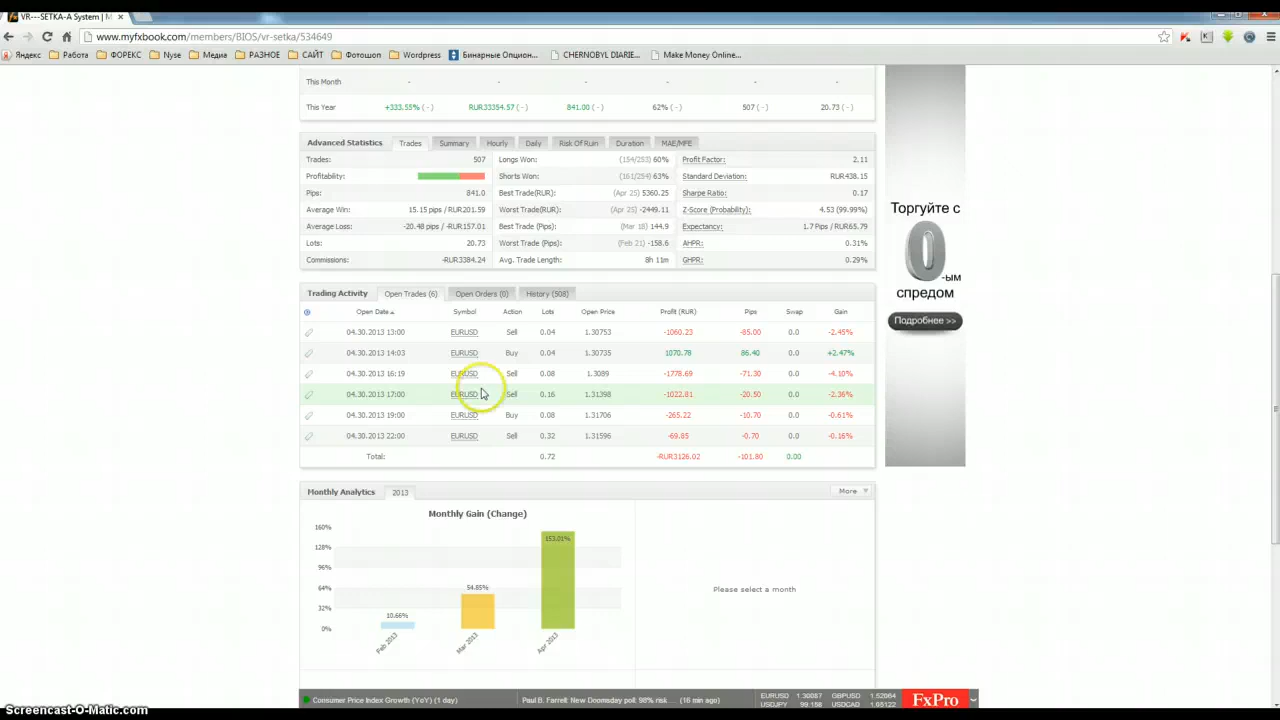 VR---SETKA-A System | M
www.myfxbook.com/members/BIOS/vr-setka/534649
Яндекс Работа ФОРЕКС Nyse Медиа РАЗНОЕ САЙТ Фотошоп Wordpress Бинарные Опцион... CHERNOBYL DIARIE... Make Money Online...
This Month - - - - - -
This Year +333.55% ( - ) RUR33354.57 ( - ) 841.00 ( - ) 62% ( - ) 507 ( - ) 20.73 ( - )
Advanced Statistics Trades Summary Hourly Daily Risk Of Ruin Duration MAE/MFE
Trades: 507 Longs Won: (154/253) 60% Profit Factor: 2.11
Profitability: Shorts Won: (161/254) 63% Standard Deviation: RUR438.15
Pips: 841.0 Best Trade(RUR): (Apr 25) 5360.25 Sharpe Ratio: 0.17
Average Win: 15.15 pips / RUR201.59 Worst Trade(RUR): (Apr 25) -2449.11 Z-Score (Probability): 4.53 (99.99%)
Average Loss: -20.48 pips / -RUR157.01 Best Trade (Pips): (Mar 18) 144.9 Expectancy: 1.7 Pips / RUR65.79
Lots: 20.73 Worst Trade (Pips): (Feb 21) -158.6 AHPR: 0.31%
Commissions: -RUR3384.24 Avg. Trade Length: 8h 11m GHPR: 0.29%
Trading Activity Open Trades (6) Open Orders (0) History (508)
Open Date Symbol Action Lots Open Price Profit (RUR) Pips Swap Gain
04.30.2013 13:00 EURUSD Sell 0.04 1.30753 -1060.23 -85.00 0.0 -2.45%
04.30.2013 14:03 EURUSD Buy 0.04 1.30735 1070.78 86.40 0.0 +2.47%
04.30.2013 16:19 EURUSD Sell 0.08 1.3089 -1778.69 -71.30 0.0 -4.10%
04.30.2013 17:00 EURUSD Sell 0.16 1.31398 -1022.81 -20.50 0.0 -2.36%
04.30.2013 19:00 EURUSD Buy 0.08 1.31706 -265.22 -10.70 0.0 -0.61%
04.30.2013 22:00 EURUSD Sell 0.32 1.31596 -69.85 -0.70 0.0 -0.16%
Total: 0.72 -RUR3126.02 -101.80 0.00
Торгуйте с
0
-ым
спредом
Подробнее >>
Monthly Analytics 2013 More
Monthly Gain (Change)
160%
128%
96%
64%
32%
0%
10.66%
54.85%
153.01%
Feb 2013
Mar 2013
Apr 2013
Please select a month
Consumer Price Index Growth (YoY) (1 day) Paul B. Farrell: New Doomsday poll: 98% risk... (16 min ago)
EURUSD 1.30087 GBPUSD 1.52064
USDJPY 99.158 USDCAD
FxPro
Screencast-O-Matic.com